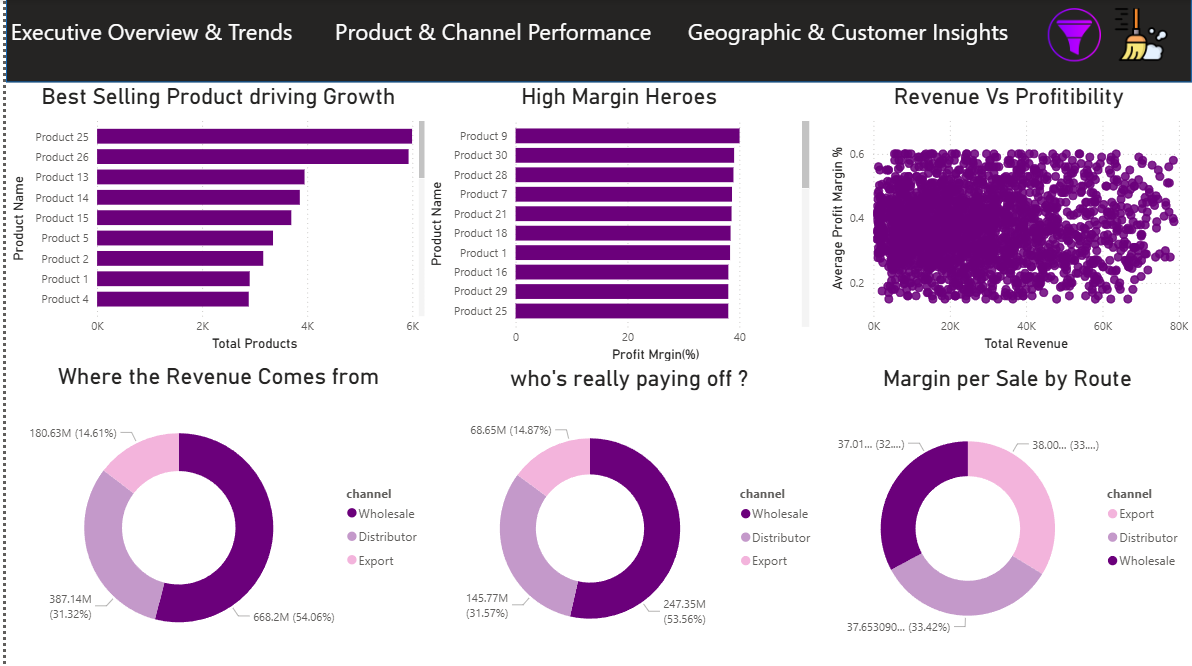 Executive Overview & Trends
Product & Channel Performance
Geographic & Customer Insights
Best Selling Product driving Growth
Product Name
Product 25
Product 26
Product 13
Product 14
Product 15
Product 5
Product 2
Product 1
Product 4
0K
2K
4K
6K
Total Products
High Margin Heroes
Product Name
Product 9
Product 30
Product 28
Product 7
Product 21
Product 18
Product 1
Product 16
Product 29
Product 25
0
20
40
Profit Mrgin(%)
Revenue Vs Profitibility
Average Profit Margin %
0.6
0.4
0.2
0K
20K
40K
60K
80K
Total Revenue
Where the Revenue Comes from
180.63M (14.61%)
387.14M
(31.32%)
668.2M (54.06%)
channel
Wholesale
Distributor
Export
who's really paying off ?
68.65M (14.87%)
145.77M
(31.57%)
247.35M
(53.56%)
channel
Wholesale
Distributor
Export
Margin per Sale by Route
37.01... (32....)
38.00... (33....)
37.653090... (33.42%)
channel
Export
Distributor
Wholesale